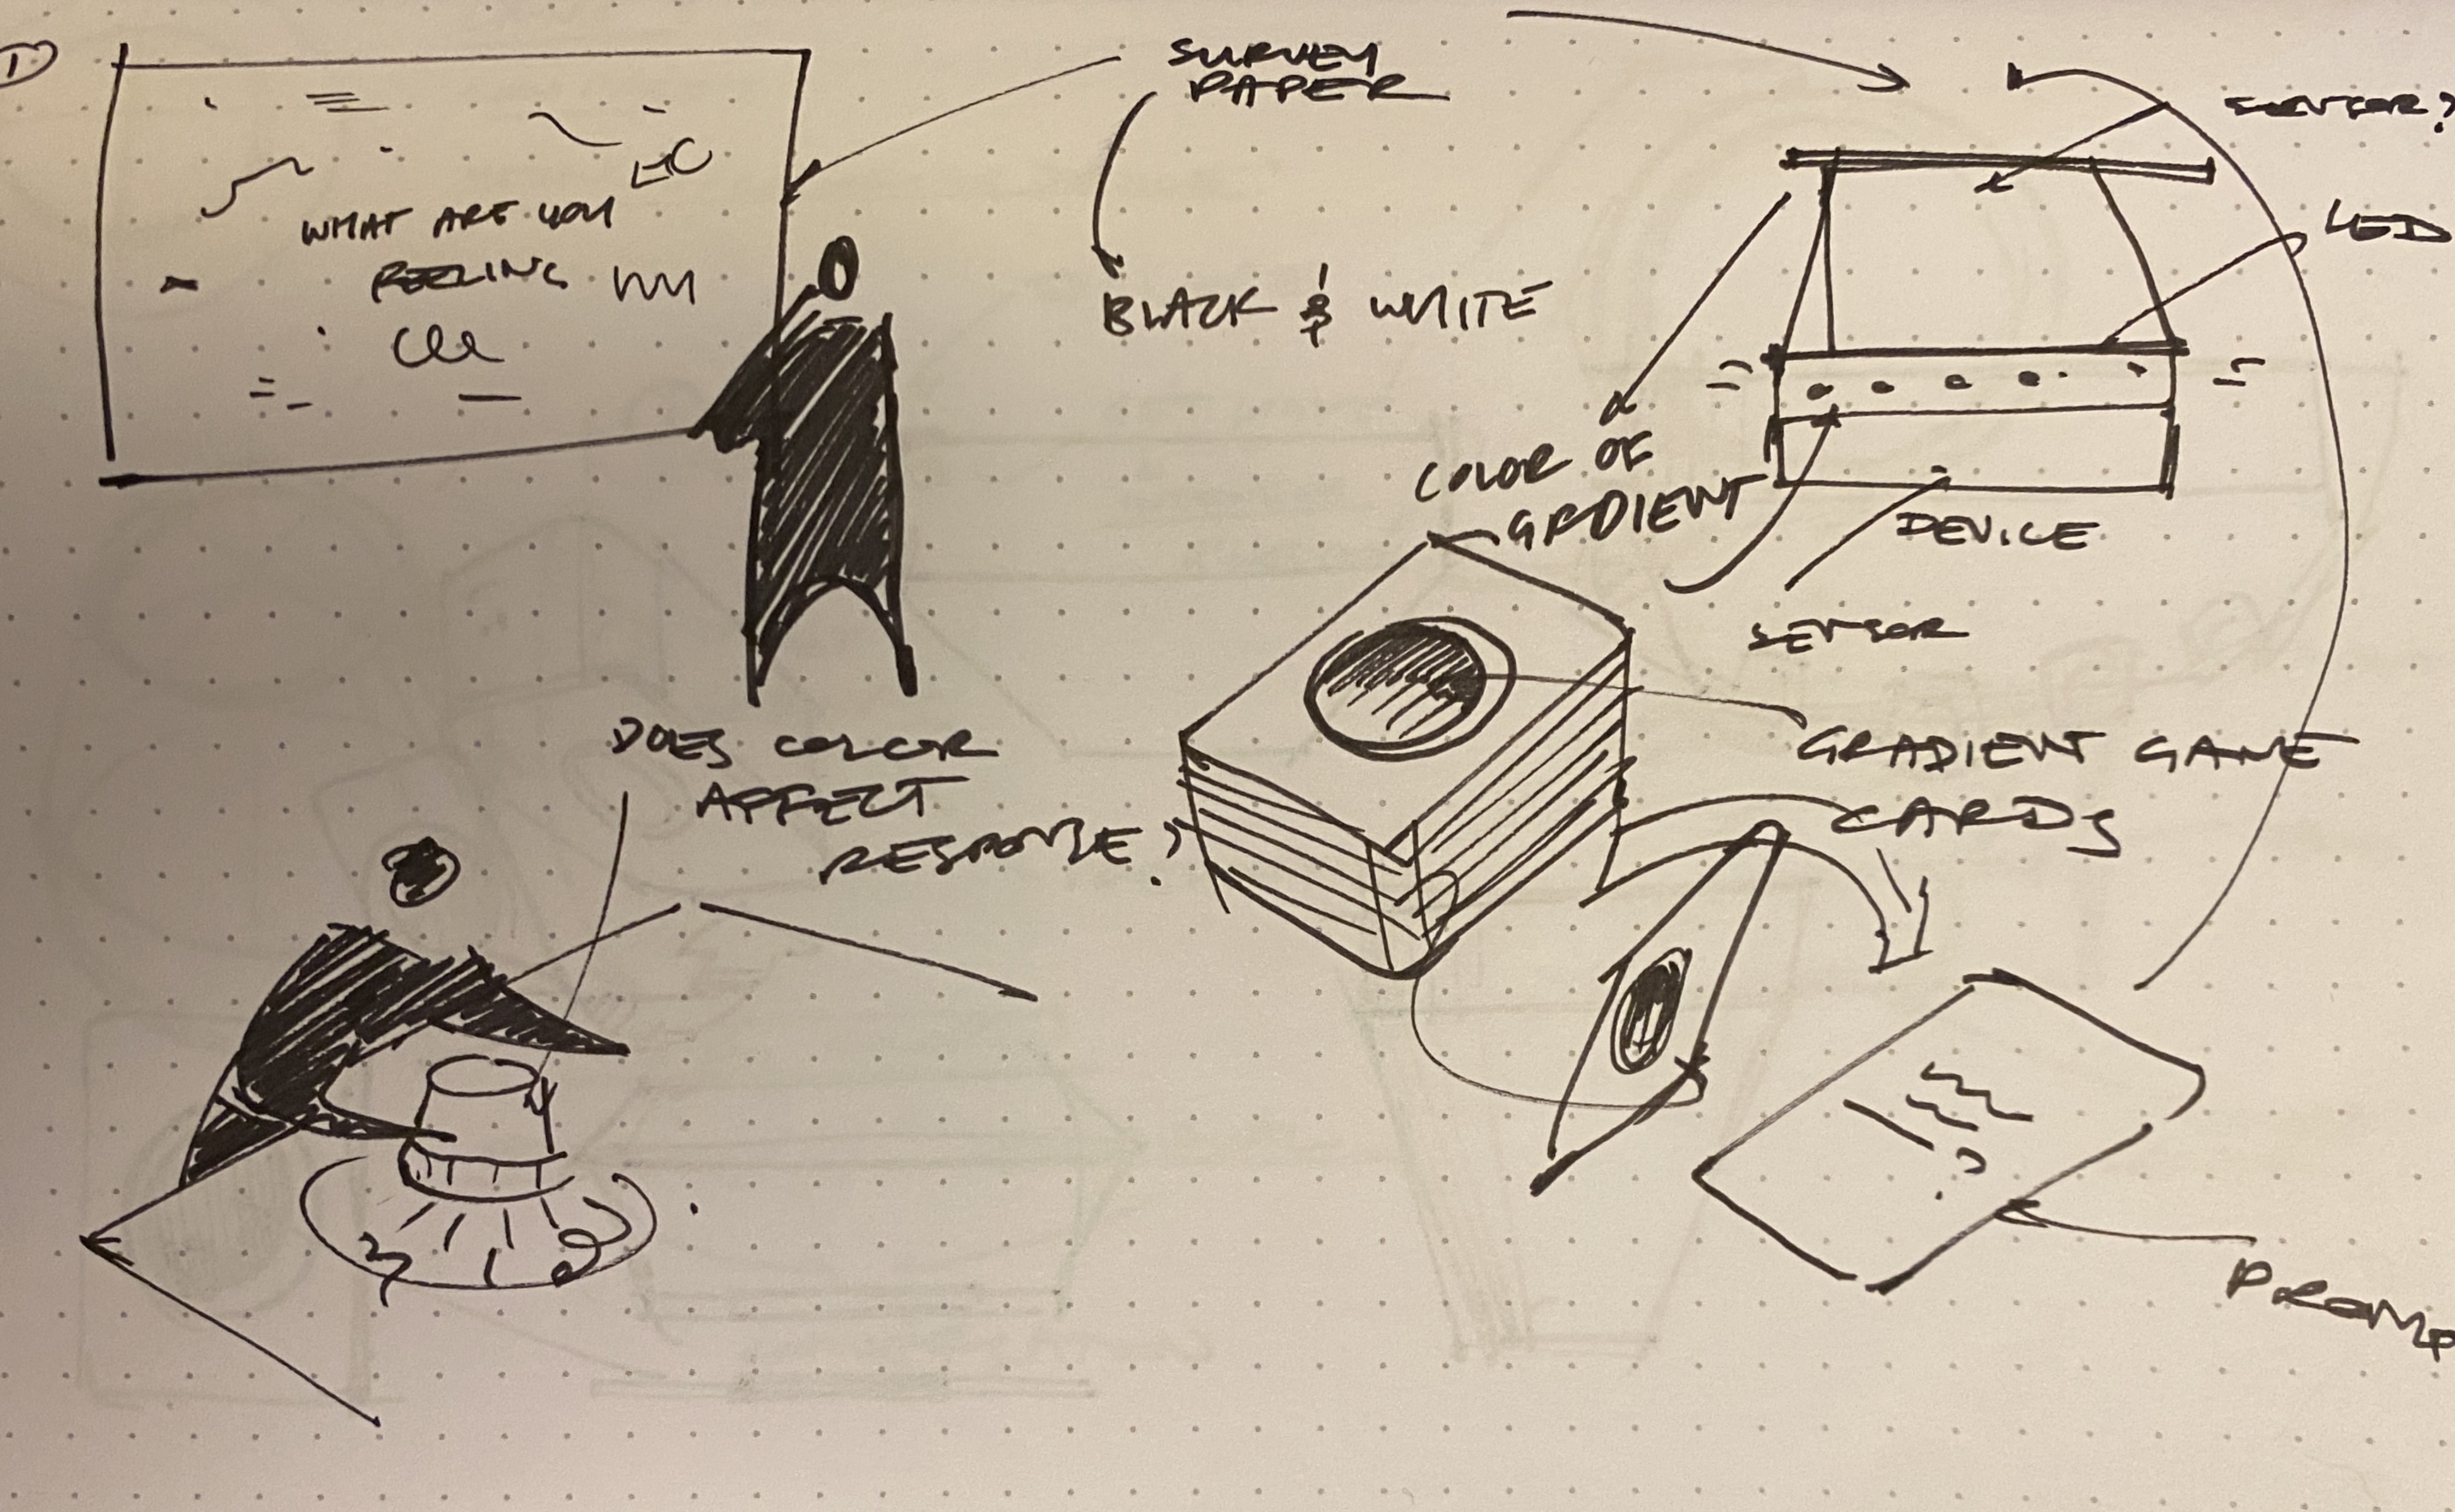 1
SURVEY
PAPER
WHAT ARE YOU
FEELING
BLACK & WHITE
SENSOR?
LED
COLOR OF
GRDIENT
DEVICE
SENSOR
DOES COLOR
AFFECT
RESPONSE?
GRADIENT GAME
CARDS
?
PROMP